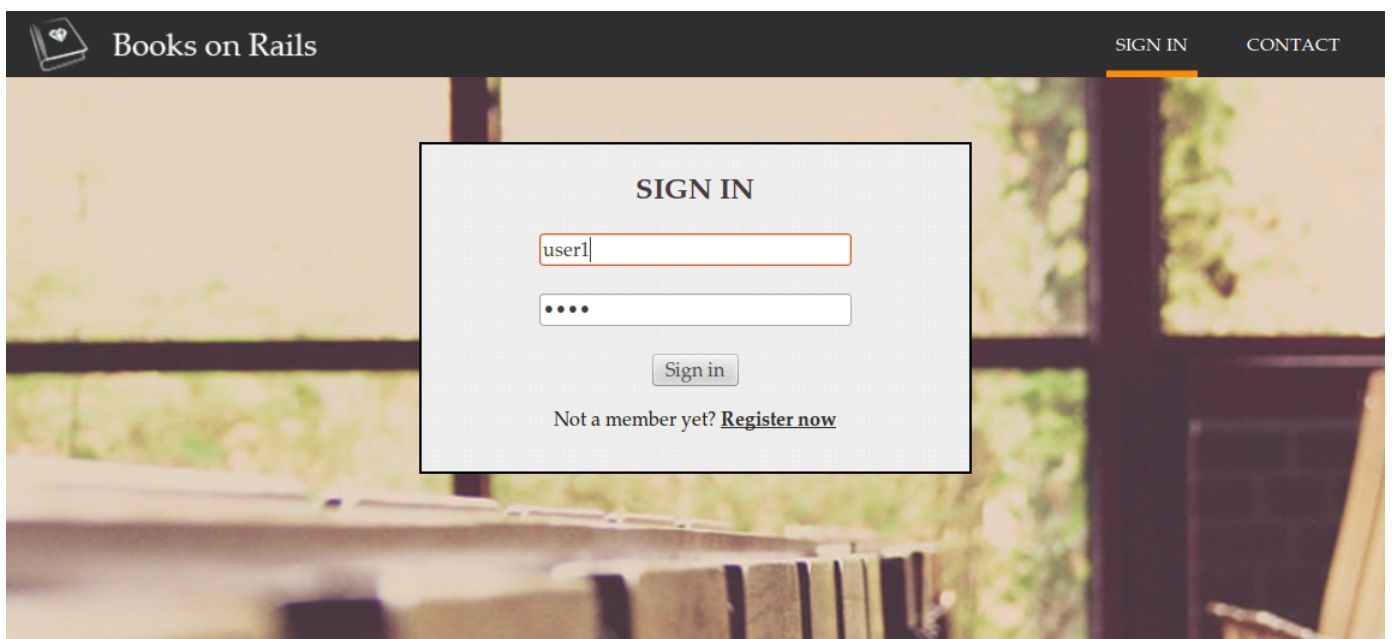 Books on Rails
SIGN IN
CONTACT
SIGN IN
user1
••••
Sign in
Not a member yet? Register now